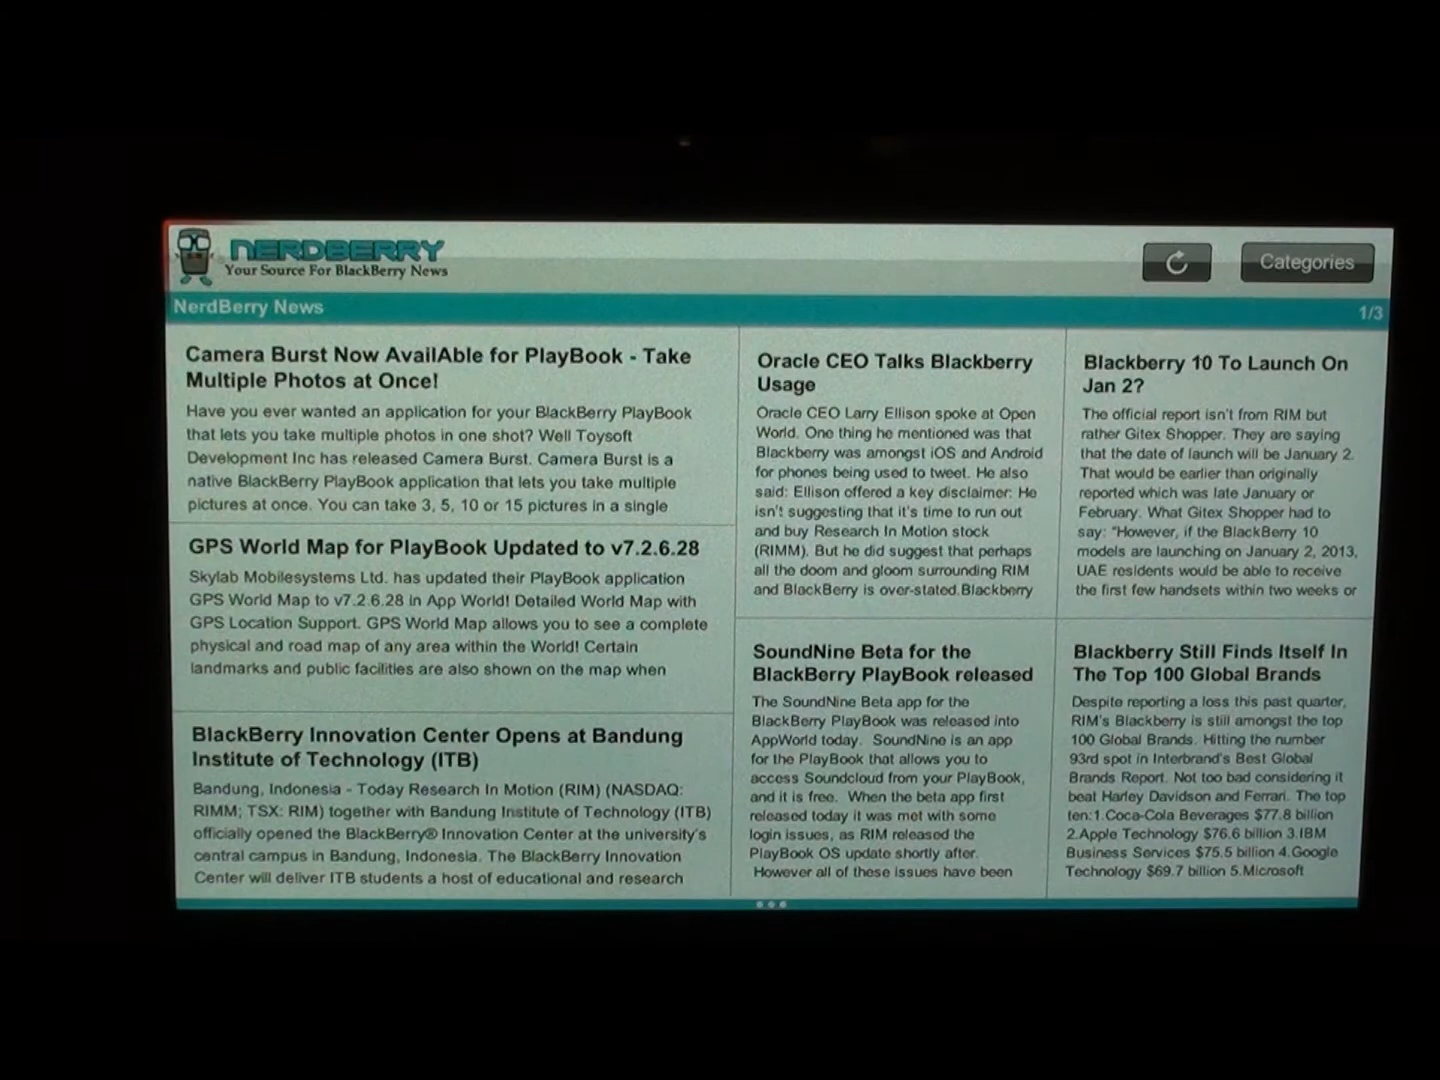 NERDBERRY
Your Source For BlackBerry News
Categories
NerdBerry News
1/3
Camera Burst Now AvailAble for PlayBook - Take
Multiple Photos at Once!
Have you ever wanted an application for your BlackBerry PlayBook
that lets you take multiple photos in one shot? Well Toysoft
Development Inc has released Camera Burst. Camera Burst is a
native BlackBerry PlayBook application that lets you take multiple
pictures at once. You can take 3, 5, 10 or 15 pictures in a single
GPS World Map for PlayBook Updated to v7.2.6.28
Skylab Mobilesystems Ltd. has updated their PlayBook application
GPS World Map to v7.2.6.28 in App World! Detailed World Map with
GPS Location Support. GPS World Map allows you to see a complete
physical and road map of any area within the World! Certain
landmarks and public facilities are also shown on the map when
BlackBerry Innovation Center Opens at Bandung
Institute of Technology (ITB)
Bandung, Indonesia - Today Research In Motion (RIM) (NASDAQ:
RIMM; TSX: RIM) together with Bandung Institute of Technology (ITB)
officially opened the BlackBerry® Innovation Center at the university's
central campus in Bandung, Indonesia. The BlackBerry Innovation
Center will deliver ITB students a host of educational and research
Oracle CEO Talks Blackberry
Usage
Oracle CEO Larry Ellison spoke at Open
World. One thing he mentioned was that
Blackberry was amongst iOS and Android
for phones being used to tweet. He also
said: Ellison offered a key disclaimer: He
isn't suggesting that it's time to run out
and buy Research In Motion stock
(RIMM). But he did suggest that perhaps
all the doom and gloom surrounding RIM
and BlackBerry is over-stated.Blackberry
SoundNine Beta for the
BlackBerry PlayBook released
The SoundNine Beta app for the
BlackBerry PlayBook was released into
AppWorld today. SoundNine is an app
for the PlayBook that allows you to
access Soundcloud from your PlayBook,
and it is free. When the beta app first
released today it was met with some
login issues, as RIM released the
PlayBook OS update shortly after.
However all of these issues have been
Blackberry 10 To Launch On
Jan 2?
The official report isn't from RIM but
rather Gitex Shopper. They are saying
that the date of launch will be January 2.
That would be earlier than originally
reported which was late January or
February. What Gitex Shopper had to
say: "However, if the BlackBerry 10
models are launching on January 2, 2013,
UAE residents would be able to receive
the first few handsets within two weeks or
Blackberry Still Finds Itself In
The Top 100 Global Brands
Despite reporting a loss this past quarter,
RIM's Blackberry is still amongst the top
100 Global Brands. Hitting the number
93rd spot in Interbrand's Best Global
Brands Report. Not too bad considering it
beat Harley Davidson and Ferrari. The top
ten:1.Coca-Cola Beverages $77.8 billion
2.Apple Technology $76.6 billion 3.IBM
Business Services $75.5 billion 4.Google
Technology $69.7 billion 5.Microsoft